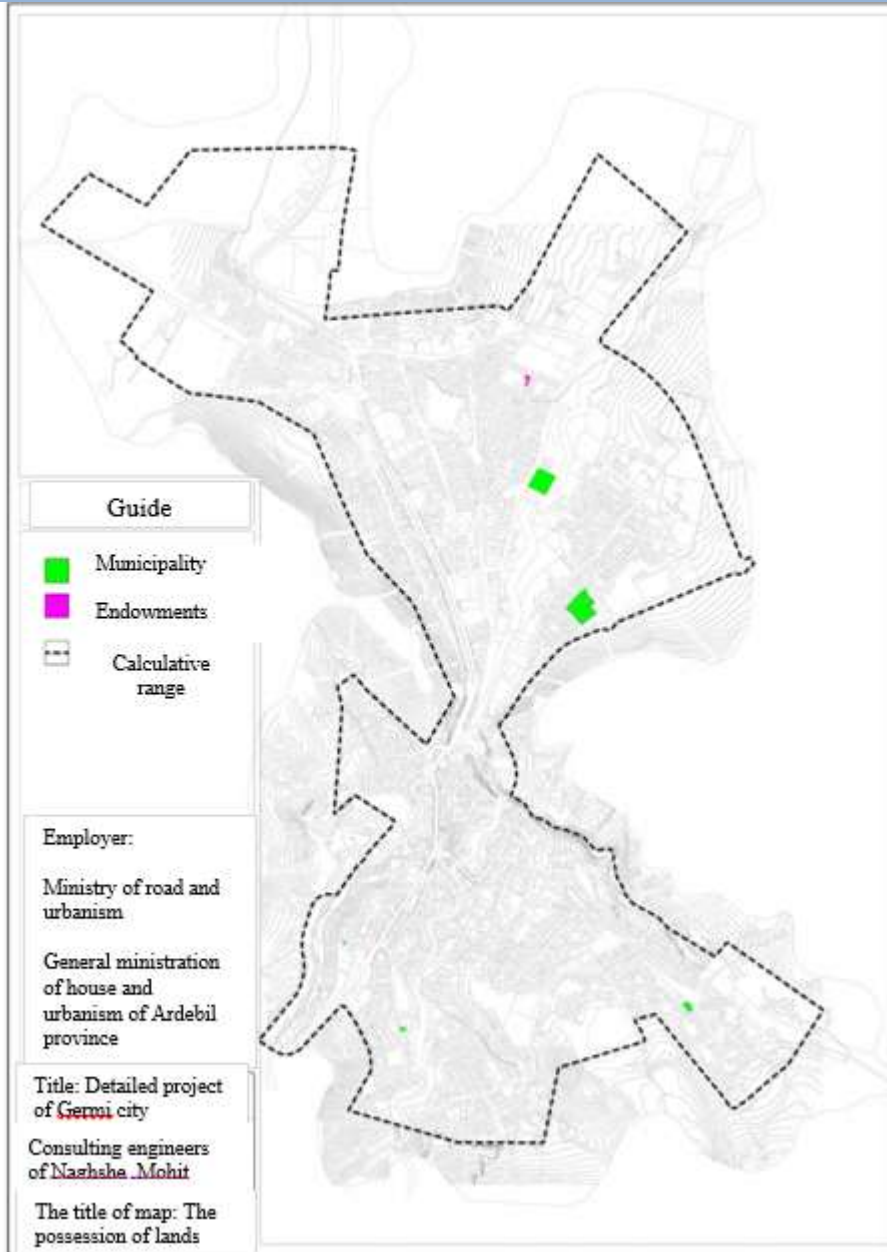 Guide
Municipality
Endowments
Calculative
range
Employer:
Ministry of road and
urbanism
General ministration
of house and
urbanism of Ardebil
province
Title: Detailed project
of Germi city
Consulting engineers
of Naghshe Mohit
The title of map: The
possession of lands